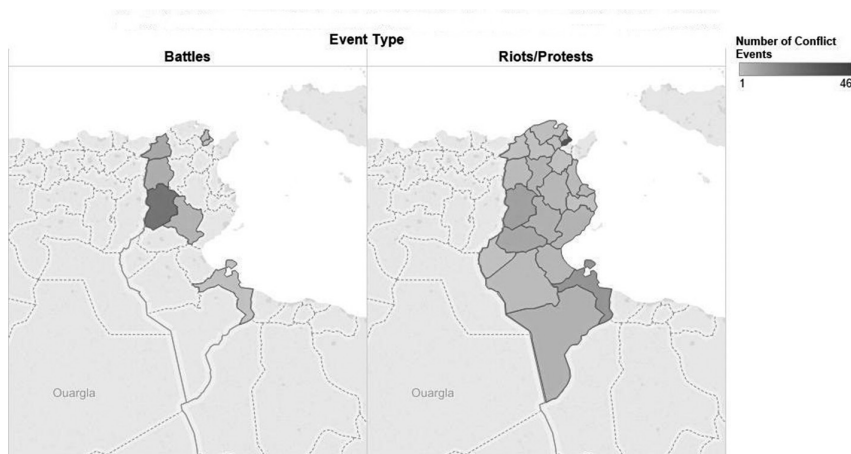 Event Type
Battles
Riots/Protests
Number of Conflict
Events
1
46
Ouargla
Ouargla